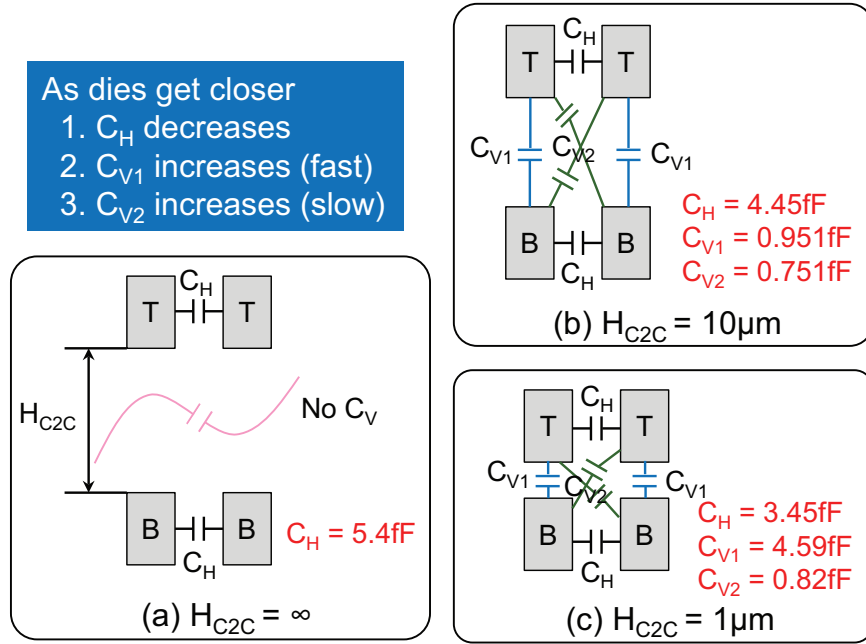 As dies get closer
1. C_H decreases
2. C_V1 increases (fast)
3. C_V2 increases (slow)
C_H
T T
H_C2C
No C_V
B B
C_H
C_H = 5.4fF
(a) H_C2C = ∞
C_H
T T
C_V1 C_V2 C_V1
B B
C_H
C_H = 4.45fF
C_V1 = 0.951fF
C_V2 = 0.751fF
(b) H_C2C = 10µm
C_H
T T
C_V1 C_V2 C_V1
B B
C_H
C_H = 3.45fF
C_V1 = 4.59fF
C_V2 = 0.82fF
(c) H_C2C = 1µm